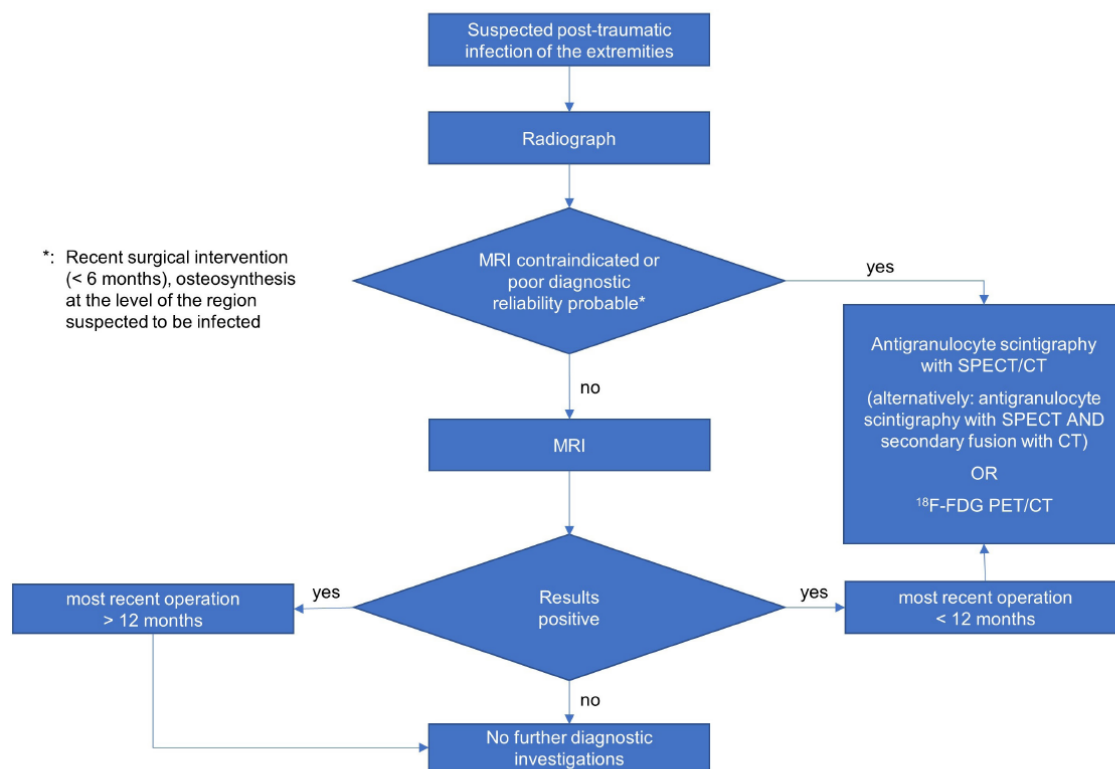 Suspected post-traumatic
infection of the extremities
Radiograph
*: Recent surgical intervention
(< 6 months), osteosynthesis
at the level of the region
suspected to be infected
MRI contraindicated or
poor diagnostic
reliability probable*
yes
Antigranulocyte scintigraphy
with SPECT/CT
(alternatively: antigranulocyte
scintigraphy with SPECT AND
secondary fusion with CT)
OR
¹⁸F-FDG PET/CT
no
MRI
most recent operation
> 12 months
yes
Results
positive
yes
most recent operation
< 12 months
no
No further diagnostic
investigations